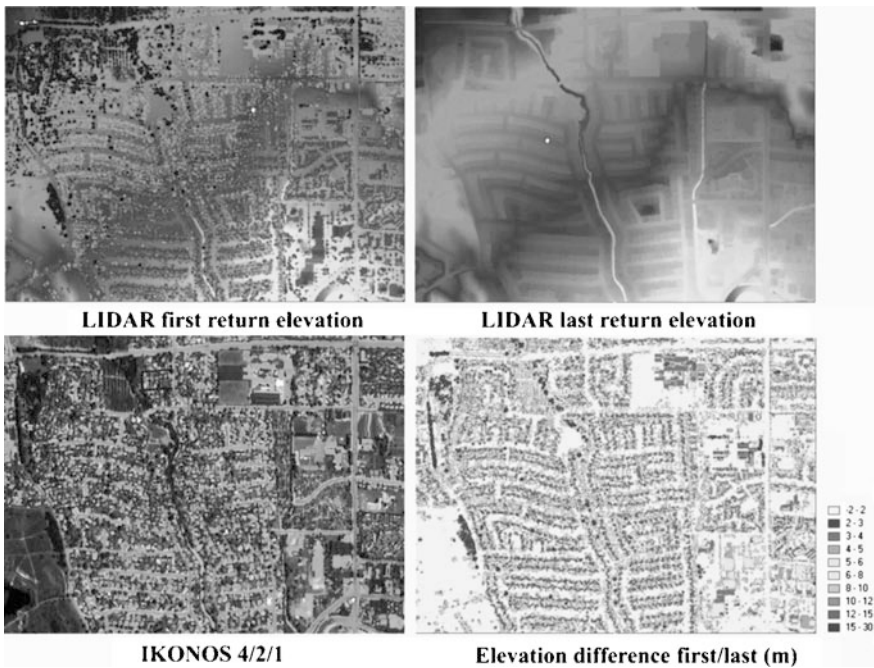 LIDAR first return elevation
LIDAR last return elevation
IKONOS 4/2/1
Elevation difference first/last (m)
-2 - 2
2 - 3
3 - 4
4 - 5
5 - 6
6 - 8
8 - 10
10 - 12
12 - 15
15 - 30